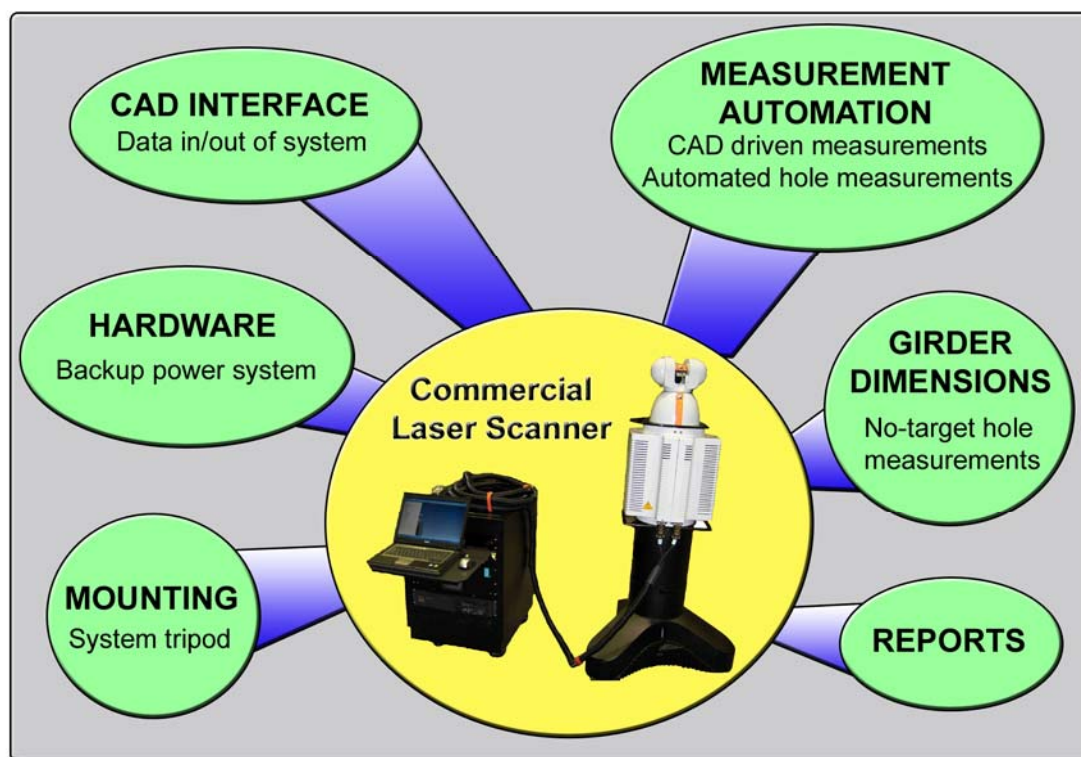 CAD INTERFACE
Data in/out of system
MEASUREMENT
AUTOMATION
CAD driven measurements
Automated hole measurements
HARDWARE
Backup power system
GIRDER
DIMENSIONS
No-target hole
measurements
Commercial
Laser Scanner
MOUNTING
System tripod
REPORTS